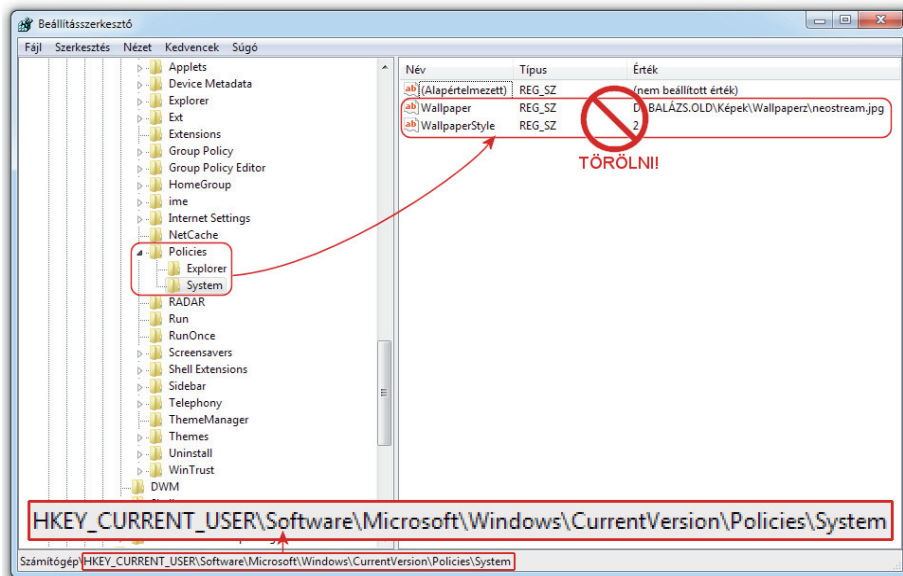 Beállításszerkesztő
Fájl Szerkesztés Nézet Kedvencek Súgó
Applets
Device Metadata
Explorer
Ext
Extensions
Group Policy
Group Policy Editor
HomeGroup
ime
Internet Settings
NetCache
Policies
Explorer
System
RADAR
Run
RunOnce
Screensavers
Shell Extensions
Sidebar
Telephony
ThemeManager
Themes
Uninstall
WinTrust
DWM
Név Típus Érték
(Alapértelmezett) REG_SZ (nem beállított érték)
Wallpaper REG_SZ D:\BALÁZS.OLD\Képek\Wallpaperz\neostream.jpg
WallpaperStyle REG_SZ 2
TÖRÖLNI!
HKEY_CURRENT_USER\Software\Microsoft\Windows\CurrentVersion\Policies\System
Számítógép\HKEY_CURRENT_USER\Software\Microsoft\Windows\CurrentVersion\Policies\System